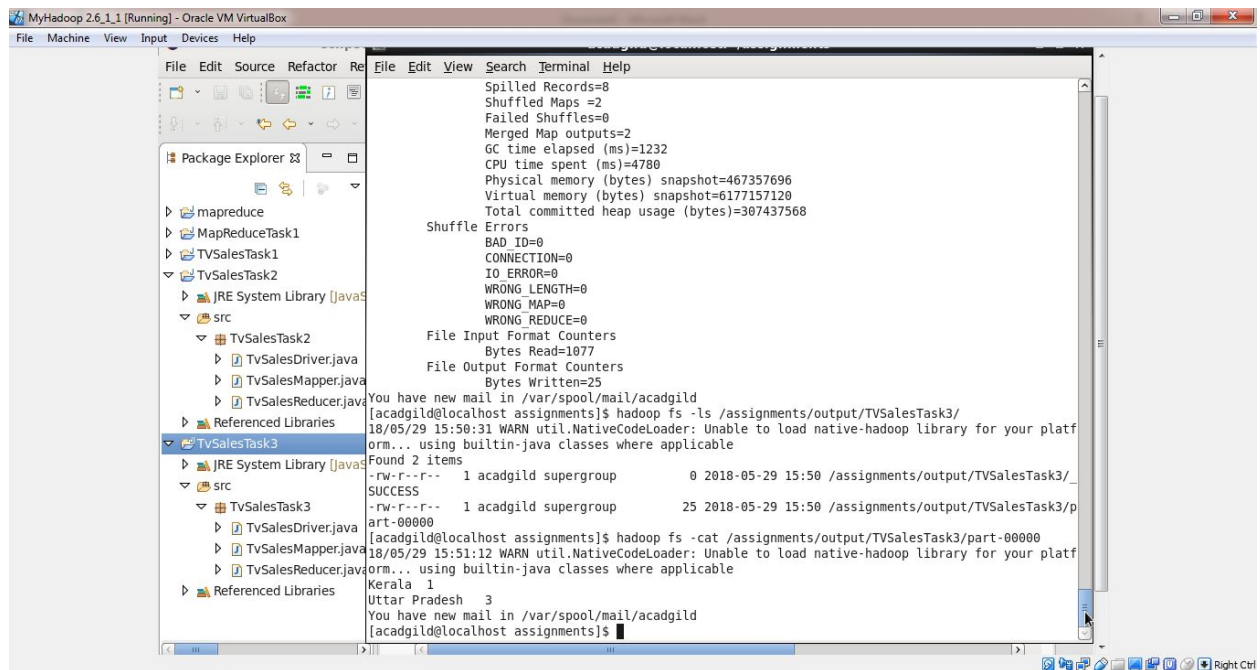 MyHadoop 2.6_1_1 [Running] - Oracle VM VirtualBox
File Machine View Input Devices Help
File Edit Source Refactor Re
Package Explorer
mapreduce
MapReduceTask1
TVSalesTask1
TvSalesTask2
JRE System Library [JavaS
src
TvSalesTask2
TvSalesDriver.java
TvSalesMapper.java
TvSalesReducer.java
Referenced Libraries
TvSalesTask3
JRE System Library [JavaS
src
TvSalesTask3
TvSalesDriver.java
TvSalesMapper.java
TvSalesReducer.java
Referenced Libraries
File Edit View Search Terminal Help
Spilled Records=8
Shuffled Maps =2
Failed Shuffles=0
Merged Map outputs=2
GC time elapsed (ms)=1232
CPU time spent (ms)=4780
Physical memory (bytes) snapshot=467357696
Virtual memory (bytes) snapshot=6177157120
Total committed heap usage (bytes)=307437568
Shuffle Errors
BAD_ID=0
CONNECTION=0
IO_ERROR=0
WRONG_LENGTH=0
WRONG_MAP=0
WRONG_REDUCE=0
File Input Format Counters
Bytes Read=1077
File Output Format Counters
Bytes Written=25
You have new mail in /var/spool/mail/acadgild
[acadgild@localhost assignments]$ hadoop fs -ls /assignments/output/TVSalesTask3/
18/05/29 15:50:31 WARN util.NativeCodeLoader: Unable to load native-hadoop library for your platf
orm... using builtin-java classes where applicable
Found 2 items
-rw-r--r-- 1 acadgild supergroup 0 2018-05-29 15:50 /assignments/output/TVSalesTask3/_
SUCCESS
-rw-r--r-- 1 acadgild supergroup 25 2018-05-29 15:50 /assignments/output/TVSalesTask3/p
art-00000
[acadgild@localhost assignments]$ hadoop fs -cat /assignments/output/TVSalesTask3/part-00000
18/05/29 15:51:12 WARN util.NativeCodeLoader: Unable to load native-hadoop library for your platf
orm... using builtin-java classes where applicable
Kerala 1
Uttar Pradesh 3
You have new mail in /var/spool/mail/acadgild
[acadgild@localhost assignments]$
Right Ctrl